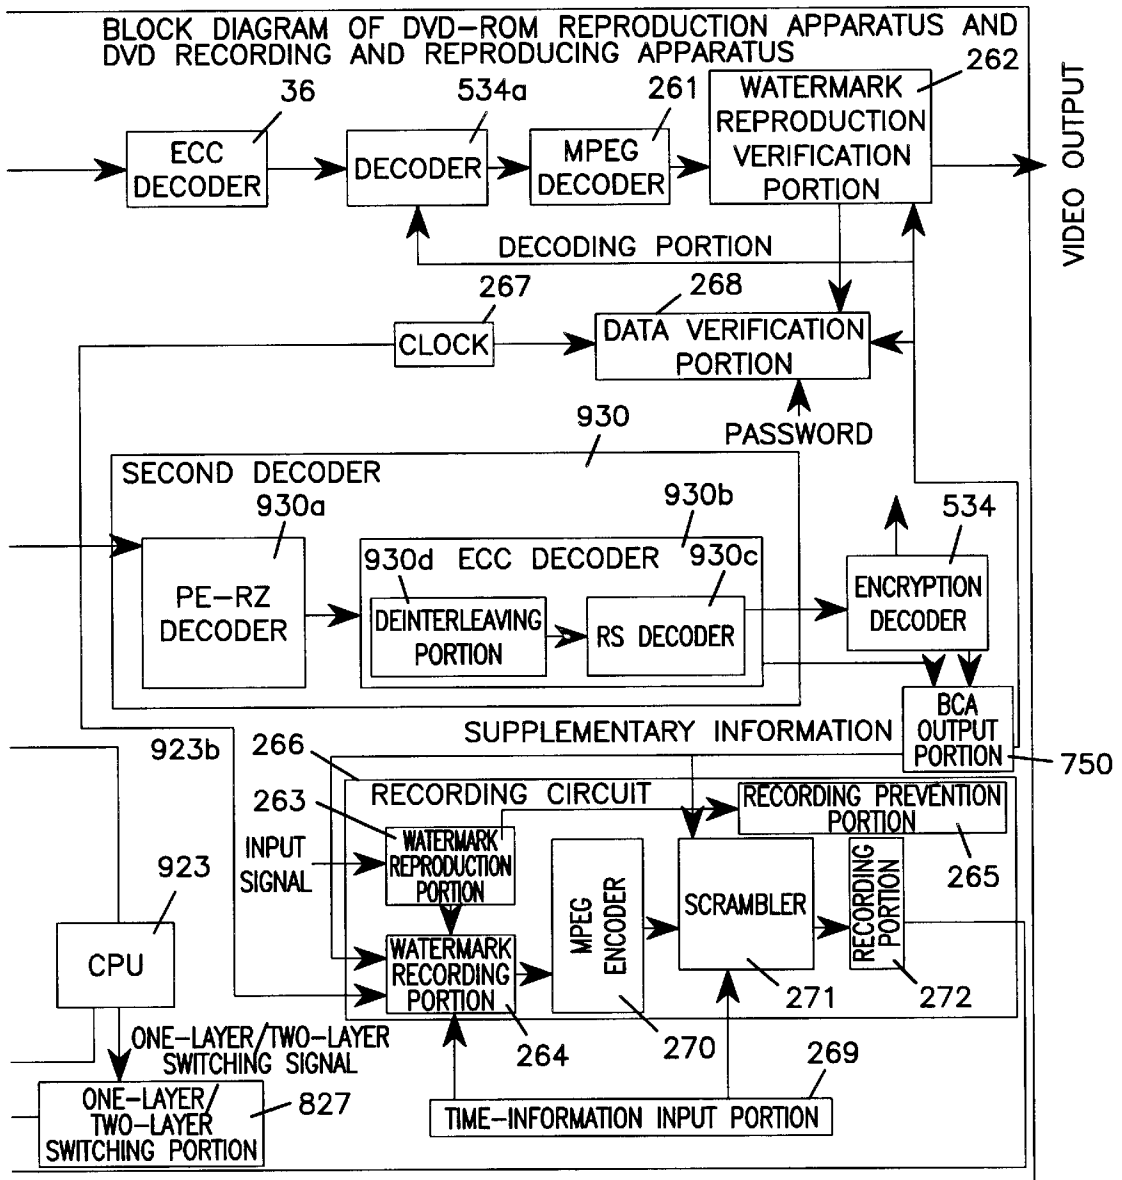 BLOCK DIAGRAM OF DVD-ROM REPRODUCTION APPARATUS AND
DVD RECORDING AND REPRODUCING APPARATUS
36
534a
261
262
ECC
DECODER
DECODER
MPEG
DECODER
WATERMARK
REPRODUCTION
VERIFICATION
PORTION
VIDEO OUTPUT
DECODING PORTION
267
268
CLOCK
DATA VERIFICATION
PORTION
PASSWORD
930
SECOND DECODER
930a
930b
534
930d
ECC DECODER
930c
PE-RZ
DECODER
DEINTERLEAVING
PORTION
RS DECODER
ENCRYPTION
DECODER
BCA
OUTPUT
PORTION
750
SUPPLEMENTARY INFORMATION
923b
266
RECORDING CIRCUIT
263
RECORDING PREVENTION
PORTION
265
INPUT
SIGNAL
WATERMARK
REPRODUCTION
PORTION
923
CPU
WATERMARK
RECORDING
PORTION
264
MPEG
ENCODER
270
SCRAMBLER
271
RECORDING
PORTION
272
ONE-LAYER/TWO-LAYER
SWITCHING SIGNAL
269
ONE-LAYER/
TWO-LAYER
SWITCHING PORTION
827
TIME-INFORMATION INPUT PORTION